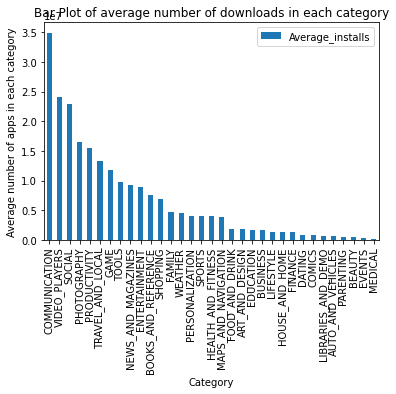 Bar Plot of average number of downloads in each category
1e7
Average_installs
3.5
3.0
2.5
2.0
1.5
1.0
0.5
0.0
Average number of apps in each category
COMMUNICATION
VIDEO_PLAYERS
SOCIAL
PHOTOGRAPHY
PRODUCTIVITY
TRAVEL_AND_LOCAL
GAME
TOOLS
NEWS_AND_MAGAZINES
ENTERTAINMENT
BOOKS_AND_REFERENCE
SHOPPING
FAMILY
WEATHER
PERSONALIZATION
SPORTS
HEALTH_AND_FITNESS
MAPS_AND_NAVIGATION
FOOD_AND_DRINK
ART_AND_DESIGN
EDUCATION
BUSINESS
LIFESTYLE
HOUSE_AND_HOME
FINANCE
DATING
COMICS
LIBRARIES_AND_DEMO
AUTO_AND_VEHICLES
PARENTING
BEAUTY
EVENTS
MEDICAL
Category